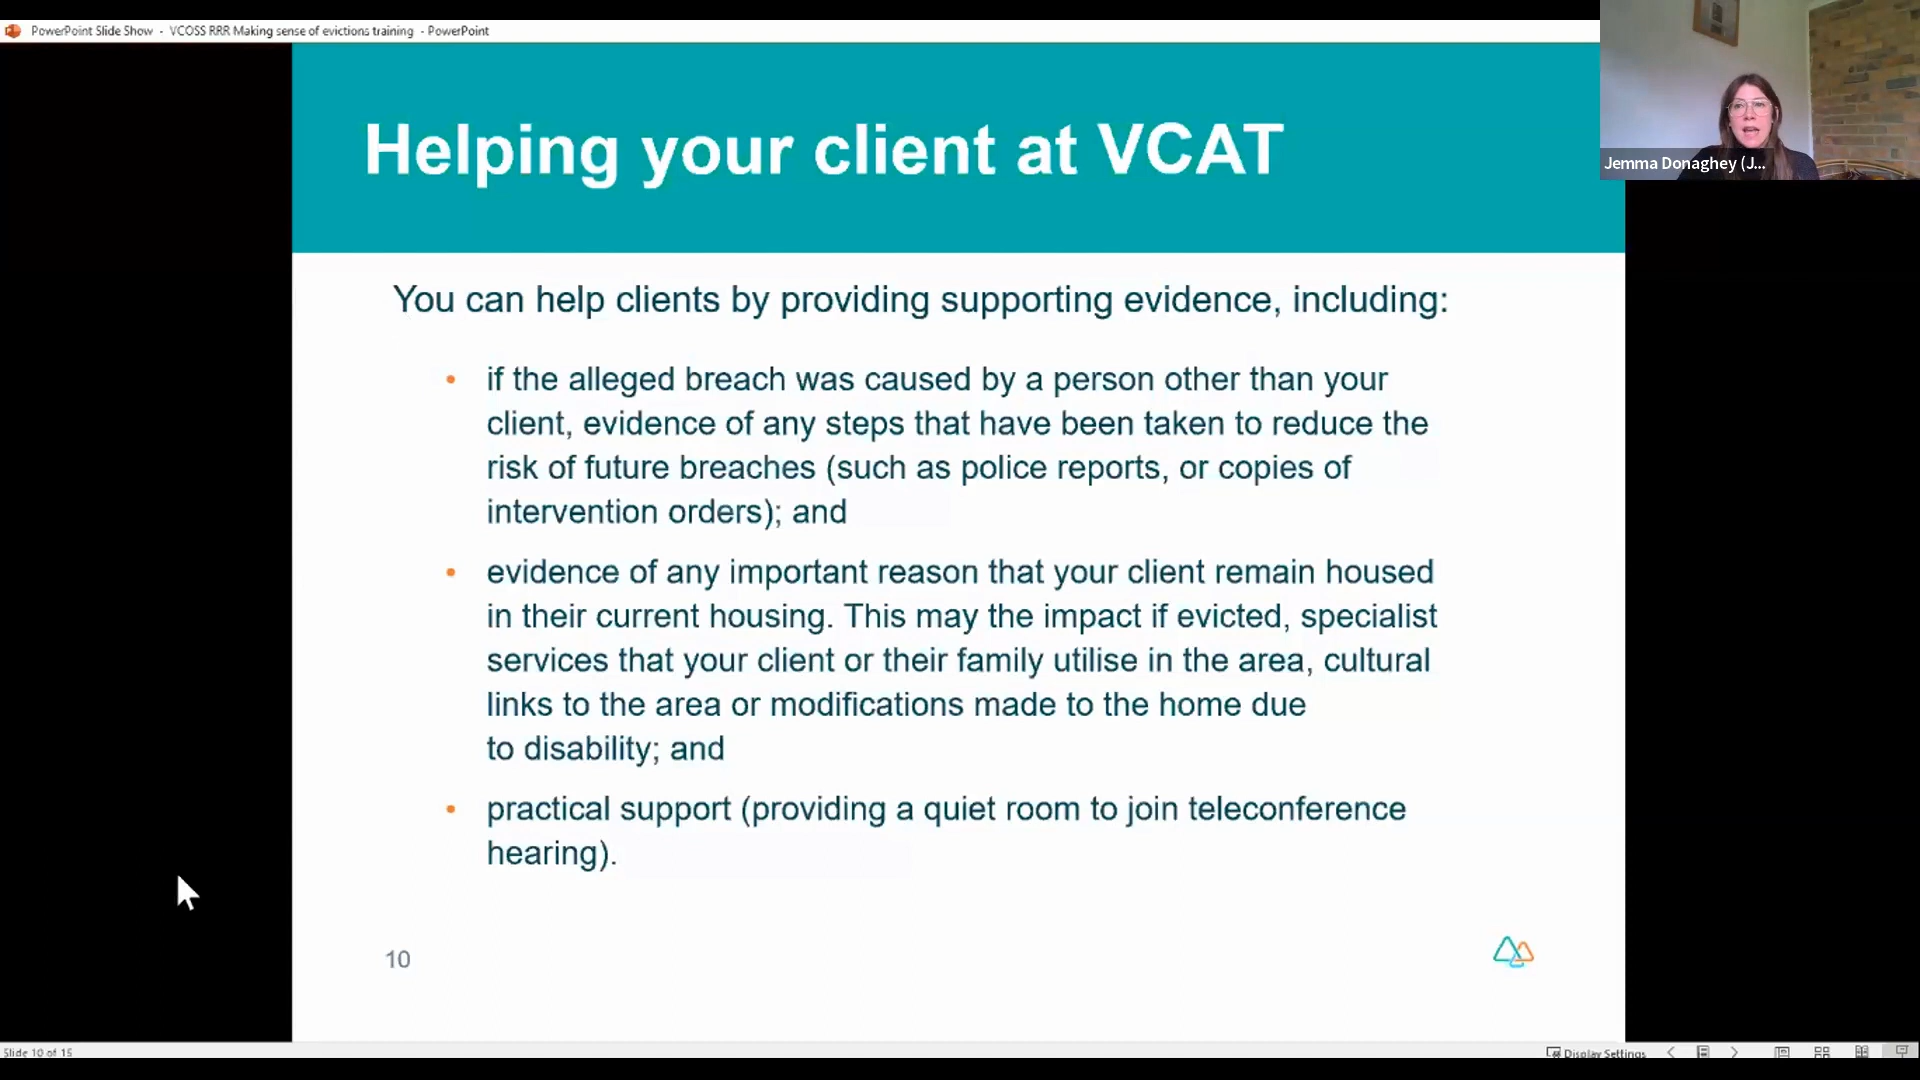 PowerPoint Slide Show - VCOSS RRR Making sense of evictions training - PowerPoint
Jemma Donaghey (J...
Helping your client at VCAT
You can help clients by providing supporting evidence, including:
• if the alleged breach was caused by a person other than your
client, evidence of any steps that have been taken to reduce the
risk of future breaches (such as police reports, or copies of
intervention orders); and
• evidence of any important reason that your client remain housed
in their current housing. This may the impact if evicted, specialist
services that your client or their family utilise in the area, cultural
links to the area or modifications made to the home due
to disability; and
• practical support (providing a quiet room to join teleconference
hearing).
10
Slide 10 of 15
Display Settings